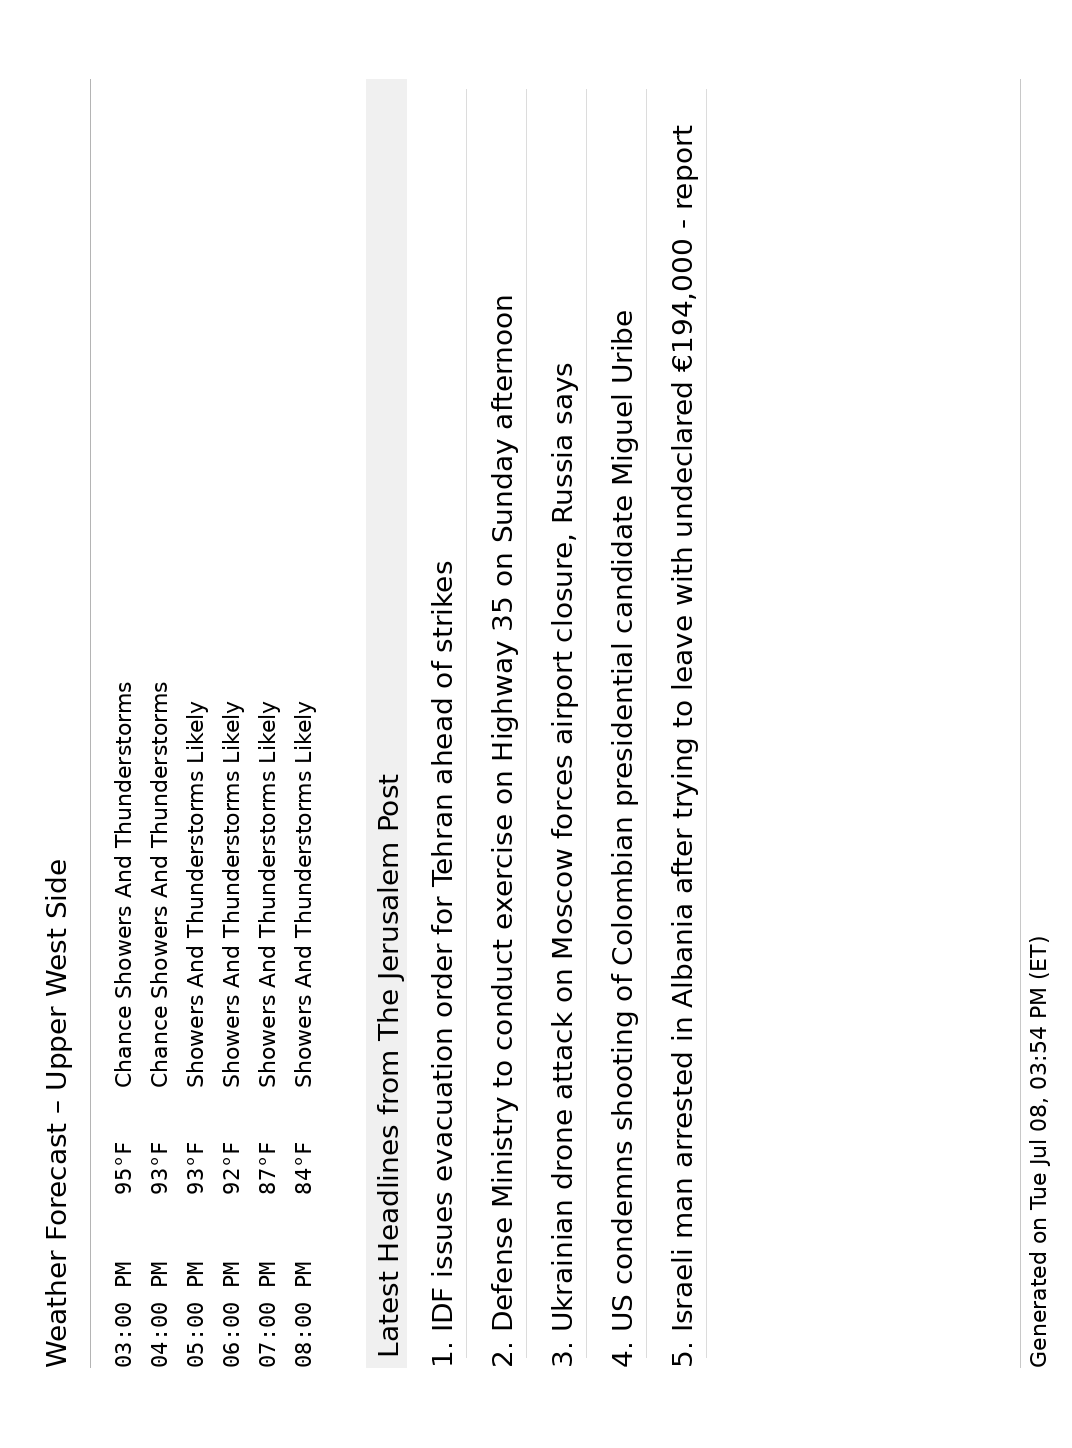 Weather Forecast – Upper West Side
03:00 PM 95°F Chance Showers And Thunderstorms
04:00 PM 93°F Chance Showers And Thunderstorms
05:00 PM 93°F Showers And Thunderstorms Likely
06:00 PM 92°F Showers And Thunderstorms Likely
07:00 PM 87°F Showers And Thunderstorms Likely
08:00 PM 84°F Showers And Thunderstorms Likely
Latest Headlines from The Jerusalem Post
1. IDF issues evacuation order for Tehran ahead of strikes
2. Defense Ministry to conduct exercise on Highway 35 on Sunday afternoon
3. Ukrainian drone attack on Moscow forces airport closure, Russia says
4. US condemns shooting of Colombian presidential candidate Miguel Uribe
5. Israeli man arrested in Albania after trying to leave with undeclared €194,000 - report
Generated on Tue Jul 08, 03:54 PM (ET)